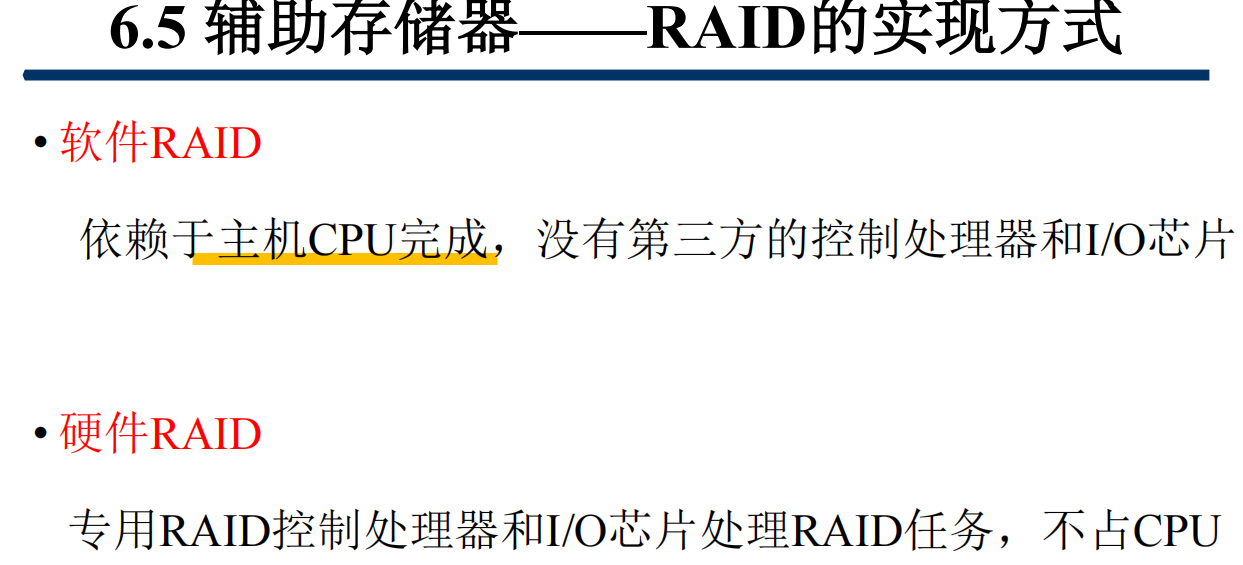 6.5 辅助存储器——RAID的实现方式
• 软件RAID
依赖于主机CPU完成，没有第三方的控制处理器和I/O芯片
• 硬件RAID
专用RAID控制处理器和I/O芯片处理RAID任务，不占CPU